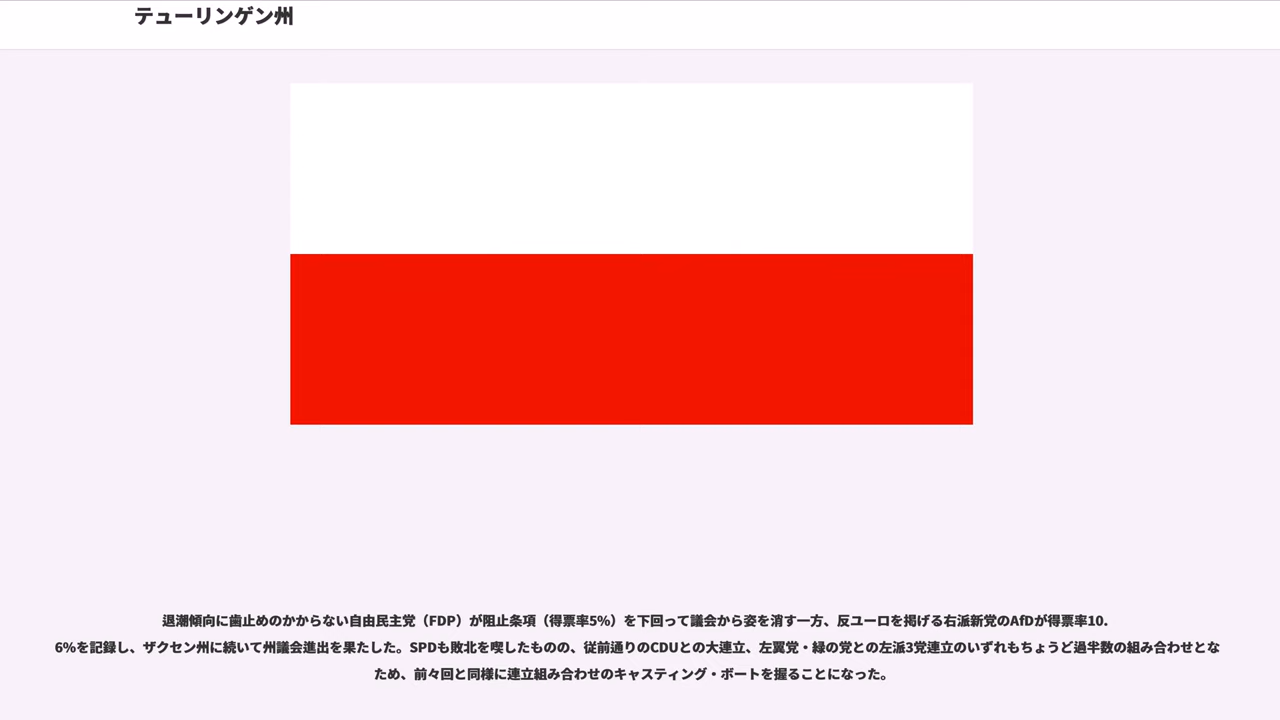 テューリンゲン州
退潮傾向に歯止めのかからない自由民主党（FDP）が阻止条項（得票率5%）を下回って議会から姿を消す一方、反ユーロを掲げる右派新党のAfDが得票率10.
6%を記録し、ザクセン州に続いて州議会進出を果たした。SPDも敗北を喫したものの、従前通りのCDUとの大連立、左翼党・緑の党との左派3党連立のいずれもちょうど過半数の組み合わせとな
ため、前々回と同様に連立組み合わせのキャスティング・ボートを握ることになった。